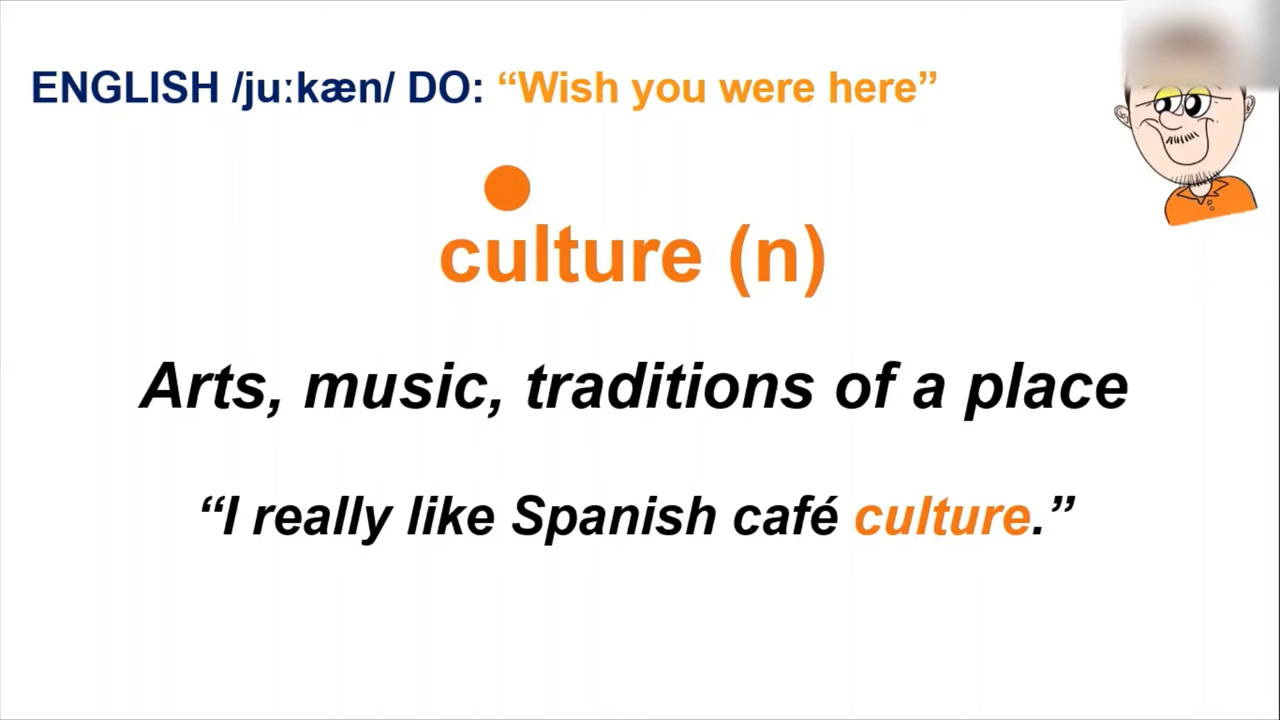 ENGLISH /juːkæn/ DO: “Wish you were here”
culture (n)
Arts, music, traditions of a place
“I really like Spanish café culture.”